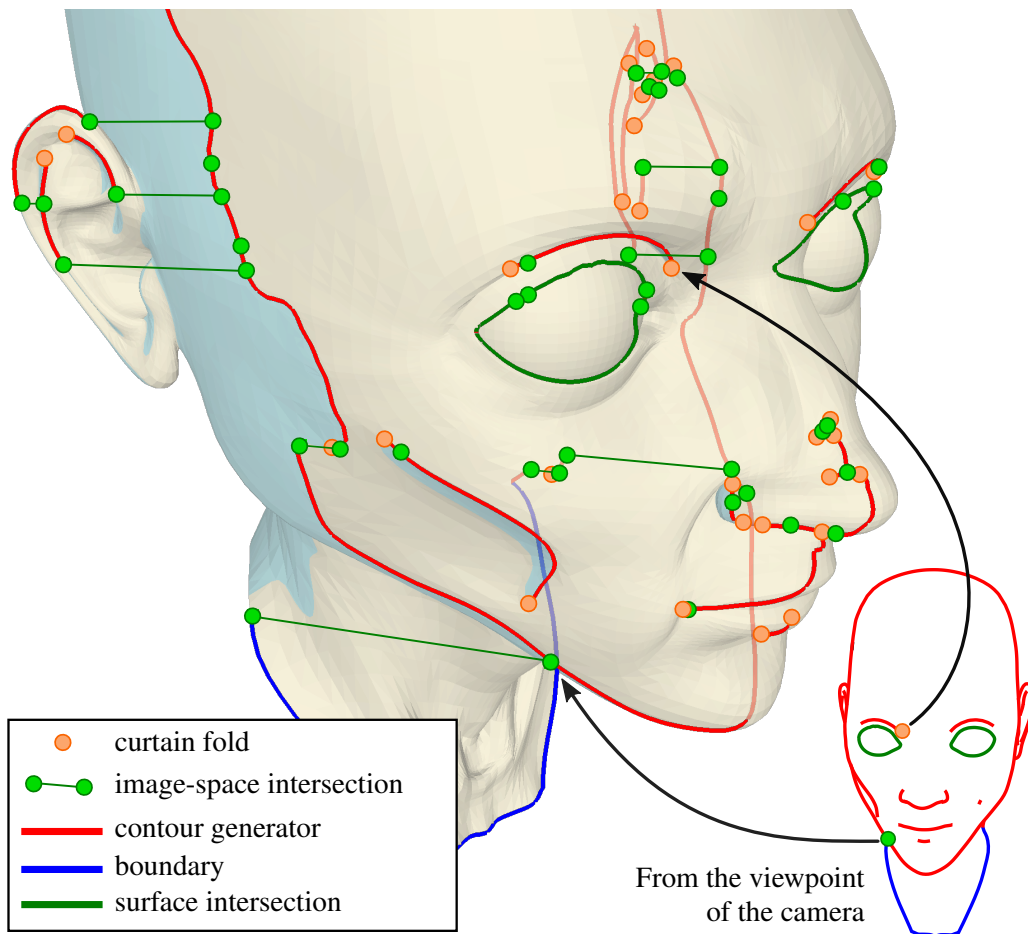 curtain fold
image-space intersection
contour generator
boundary
surface intersection
From the viewpoint
of the camera